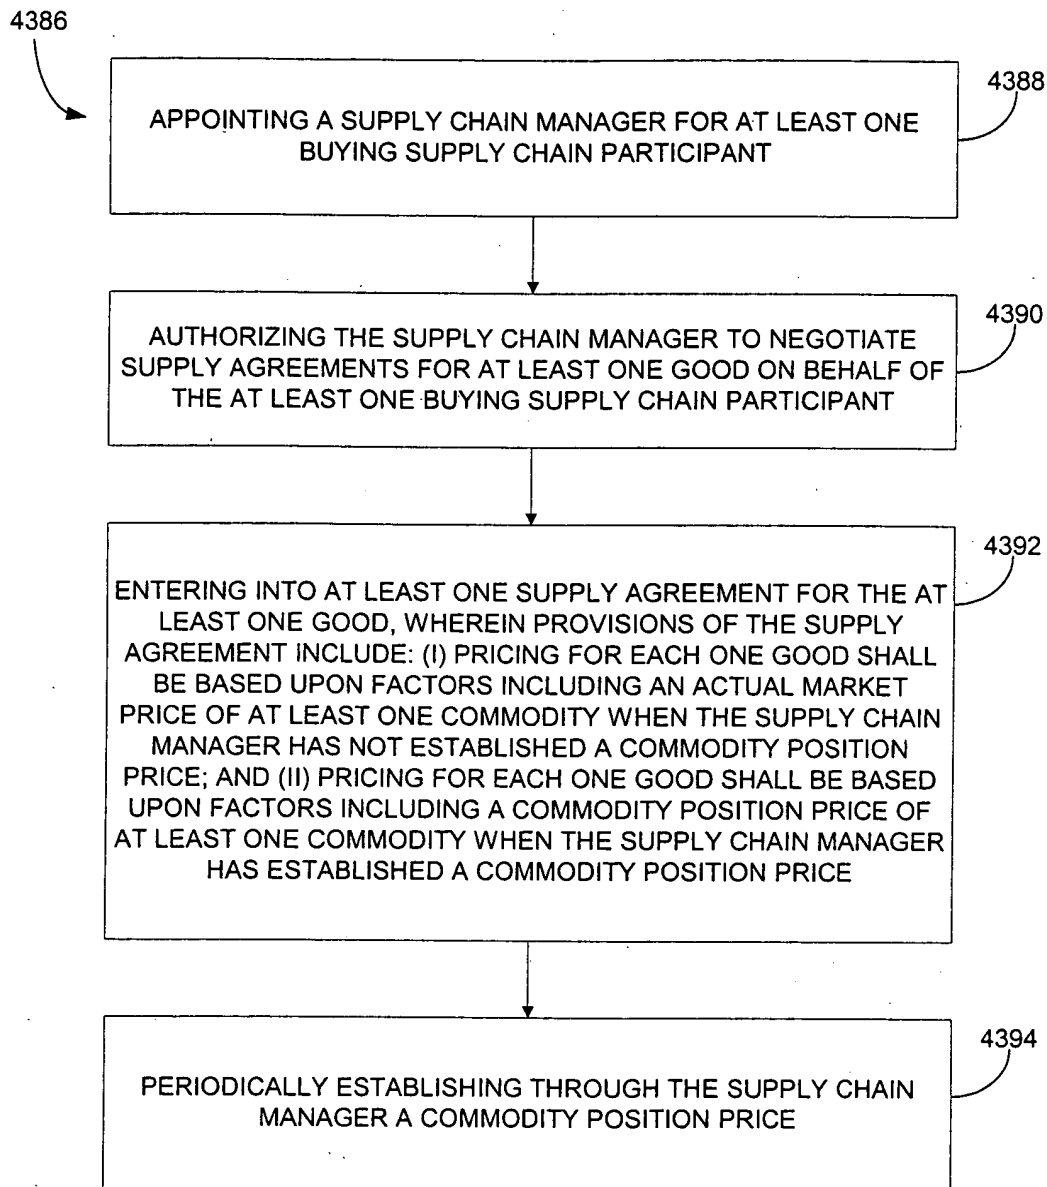 4386
4388
APPOINTING A SUPPLY CHAIN MANAGER FOR AT LEAST ONE
BUYING SUPPLY CHAIN PARTICIPANT
4390
AUTHORIZING THE SUPPLY CHAIN MANAGER TO NEGOTIATE
SUPPLY AGREEMENTS FOR AT LEAST ONE GOOD ON BEHALF OF
THE AT LEAST ONE BUYING SUPPLY CHAIN PARTICIPANT
4392
ENTERING INTO AT LEAST ONE SUPPLY AGREEMENT FOR THE AT
LEAST ONE GOOD, WHEREIN PROVISIONS OF THE SUPPLY
AGREEMENT INCLUDE: (I) PRICING FOR EACH ONE GOOD SHALL
BE BASED UPON FACTORS INCLUDING AN ACTUAL MARKET
PRICE OF AT LEAST ONE COMMODITY WHEN THE SUPPLY CHAIN
MANAGER HAS NOT ESTABLISHED A COMMODITY POSITION
PRICE; AND (II) PRICING FOR EACH ONE GOOD SHALL BE BASED
UPON FACTORS INCLUDING A COMMODITY POSITION PRICE OF
AT LEAST ONE COMMODITY WHEN THE SUPPLY CHAIN MANAGER
HAS ESTABLISHED A COMMODITY POSITION PRICE
4394
PERIODICALLY ESTABLISHING THROUGH THE SUPPLY CHAIN
MANAGER A COMMODITY POSITION PRICE